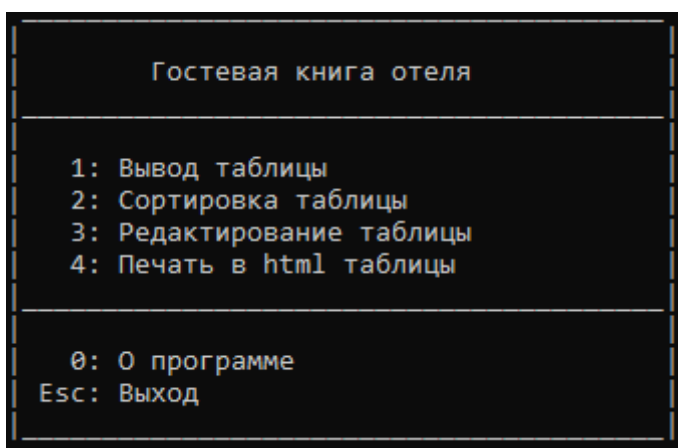 Гостевая книга отеля
1: Вывод таблицы
2: Сортировка таблицы
3: Редактирование таблицы
4: Печать в html таблицы
0: О программе
Esc: Выход